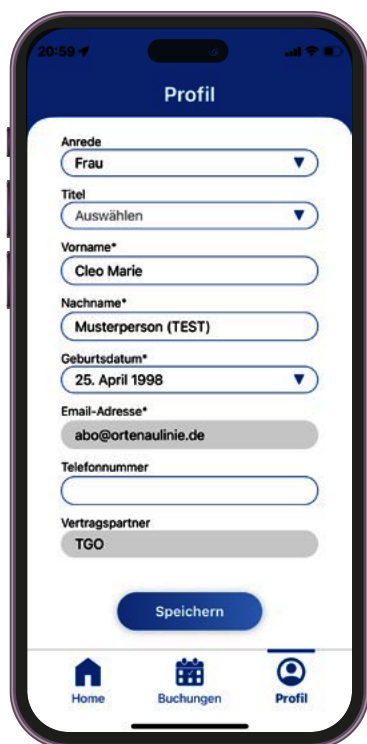 20:59
Profil
Anrede
Frau
Titel
Auswählen
Vorname*
Cleo Marie
Nachname*
Musterperson (TEST)
Geburtsdatum*
25. April 1998
Email-Adresse*
abo@ortenaulinie.de
Telefonnummer
Vertragspartner
TGO
Speichern
Home Buchungen Profil